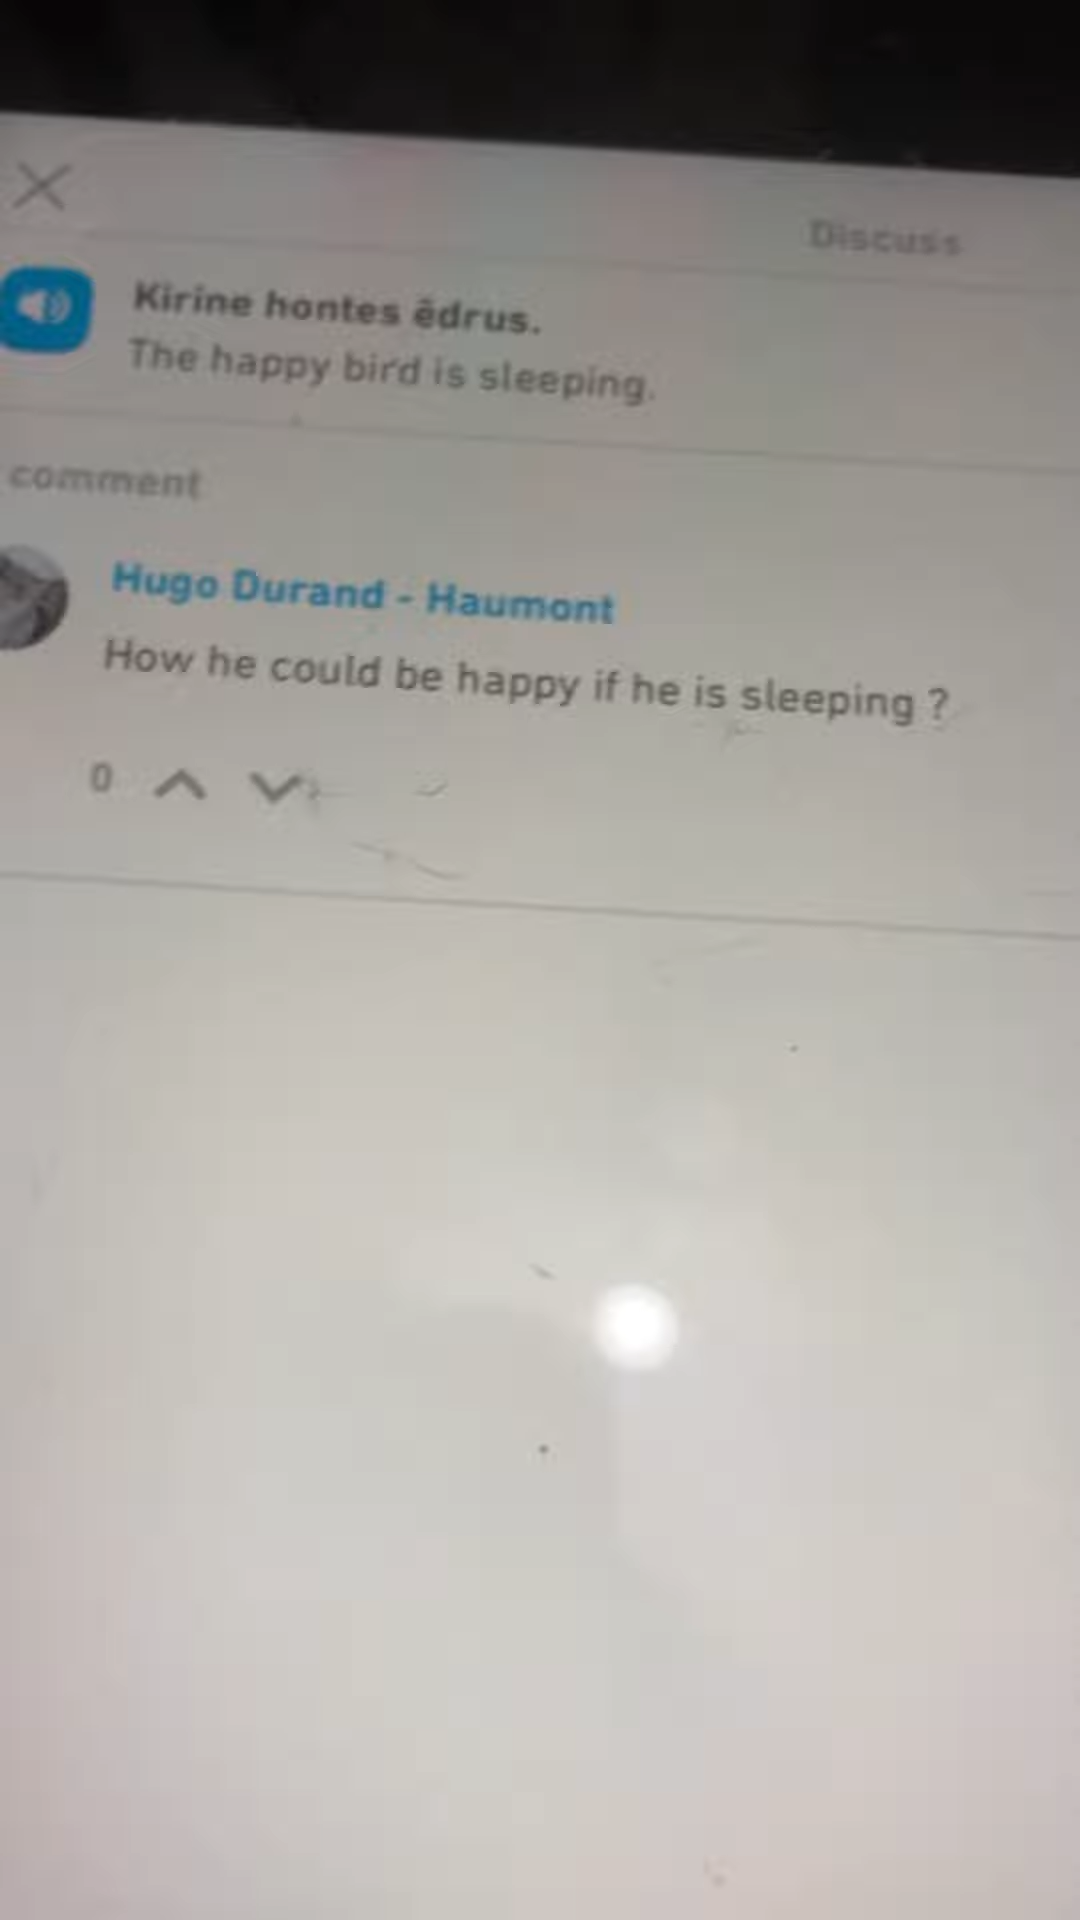 Discuss
Kirine hontes ēdrus.
The happy bird is sleeping.
comment
Hugo Durand - Haumont
How he could be happy if he is sleeping ?
0